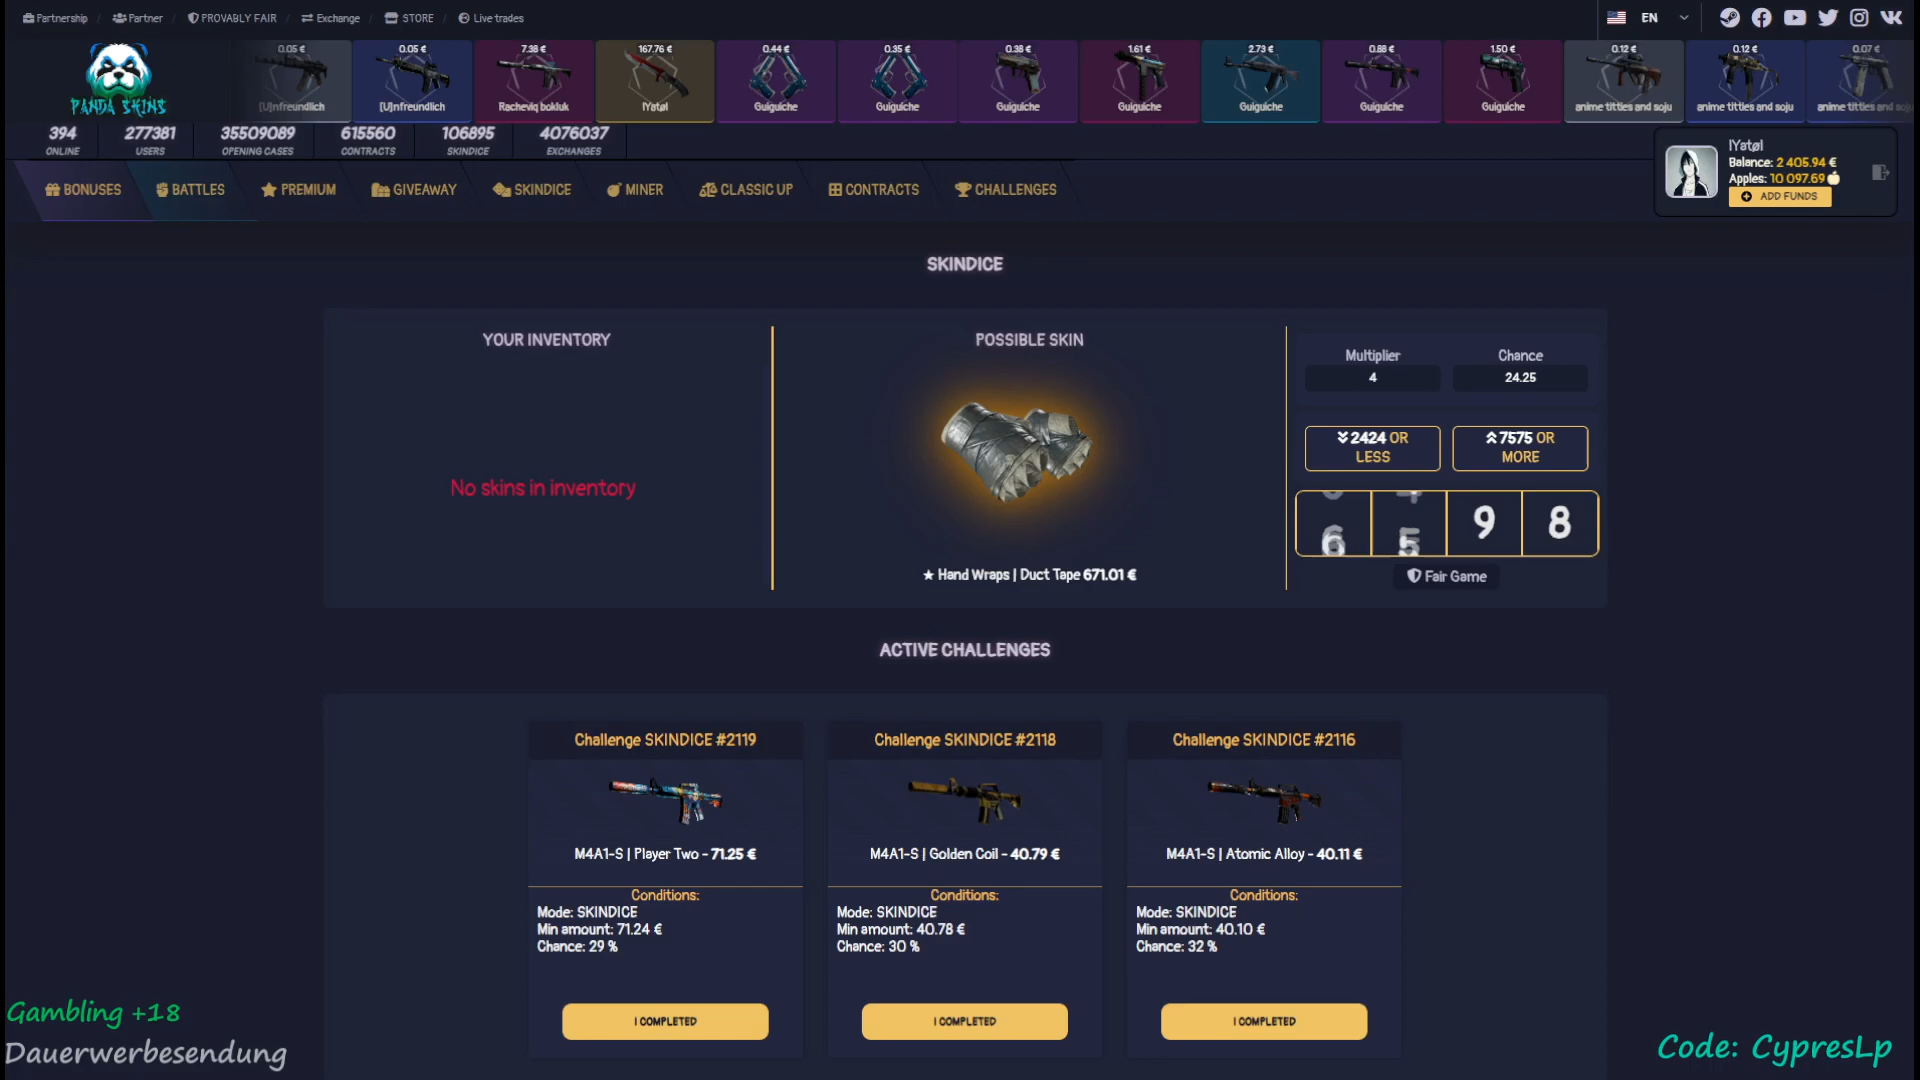 Partnership / Partner / PROVABLY FAIR / Exchange / STORE / Live trades
EN
PANDA SKINS
0.05 € 0.05 € 7.38 € 167.76 € 0.44 € 0.35 € 0.38 € 1.61 € 2.73 € 0.88 € 1.50 € 0.12 € 0.12 € 0.07 €
[U]nfreundlich [U]nfreundlich Racheviq bokluk IYatøl Guiguiche Guiguiche Guiguiche Guiguiche Guiguiche Guiguiche Guiguiche anime titties and soju anime titties and soju anime titties and so
394 277381 35509089 615560 106895 4076037
ONLINE USERS OPENING CASES CONTRACTS SKINDICE EXCHANGES
IYatøl
Balance: 2 405.94 €
Apples: 10 097.69
ADD FUNDS
BONUSES BATTLES PREMIUM GIVEAWAY SKINDICE MINER CLASSIC UP CONTRACTS CHALLENGES
SKINDICE
YOUR INVENTORY
No skins in inventory
POSSIBLE SKIN
★ Hand Wraps | Duct Tape 671.01 €
Multiplier Chance
4 24.25
2424 OR
LESS
7575 OR
MORE
6 5 9 8
Fair Game
ACTIVE CHALLENGES
Challenge SKINDICE #2119
M4A1-S | Player Two - 71.25 €
Conditions:
Mode: SKINDICE
Min amount: 71.24 €
Chance: 29 %
I COMPLETED
Challenge SKINDICE #2118
M4A1-S | Golden Coil - 40.79 €
Conditions:
Mode: SKINDICE
Min amount: 40.78 €
Chance: 30 %
I COMPLETED
Challenge SKINDICE #2116
M4A1-S | Atomic Alloy - 40.11 €
Conditions:
Mode: SKINDICE
Min amount: 40.10 €
Chance: 32 %
I COMPLETED
Gambling +18
Dauerwerbesendung
Code: CypresLp